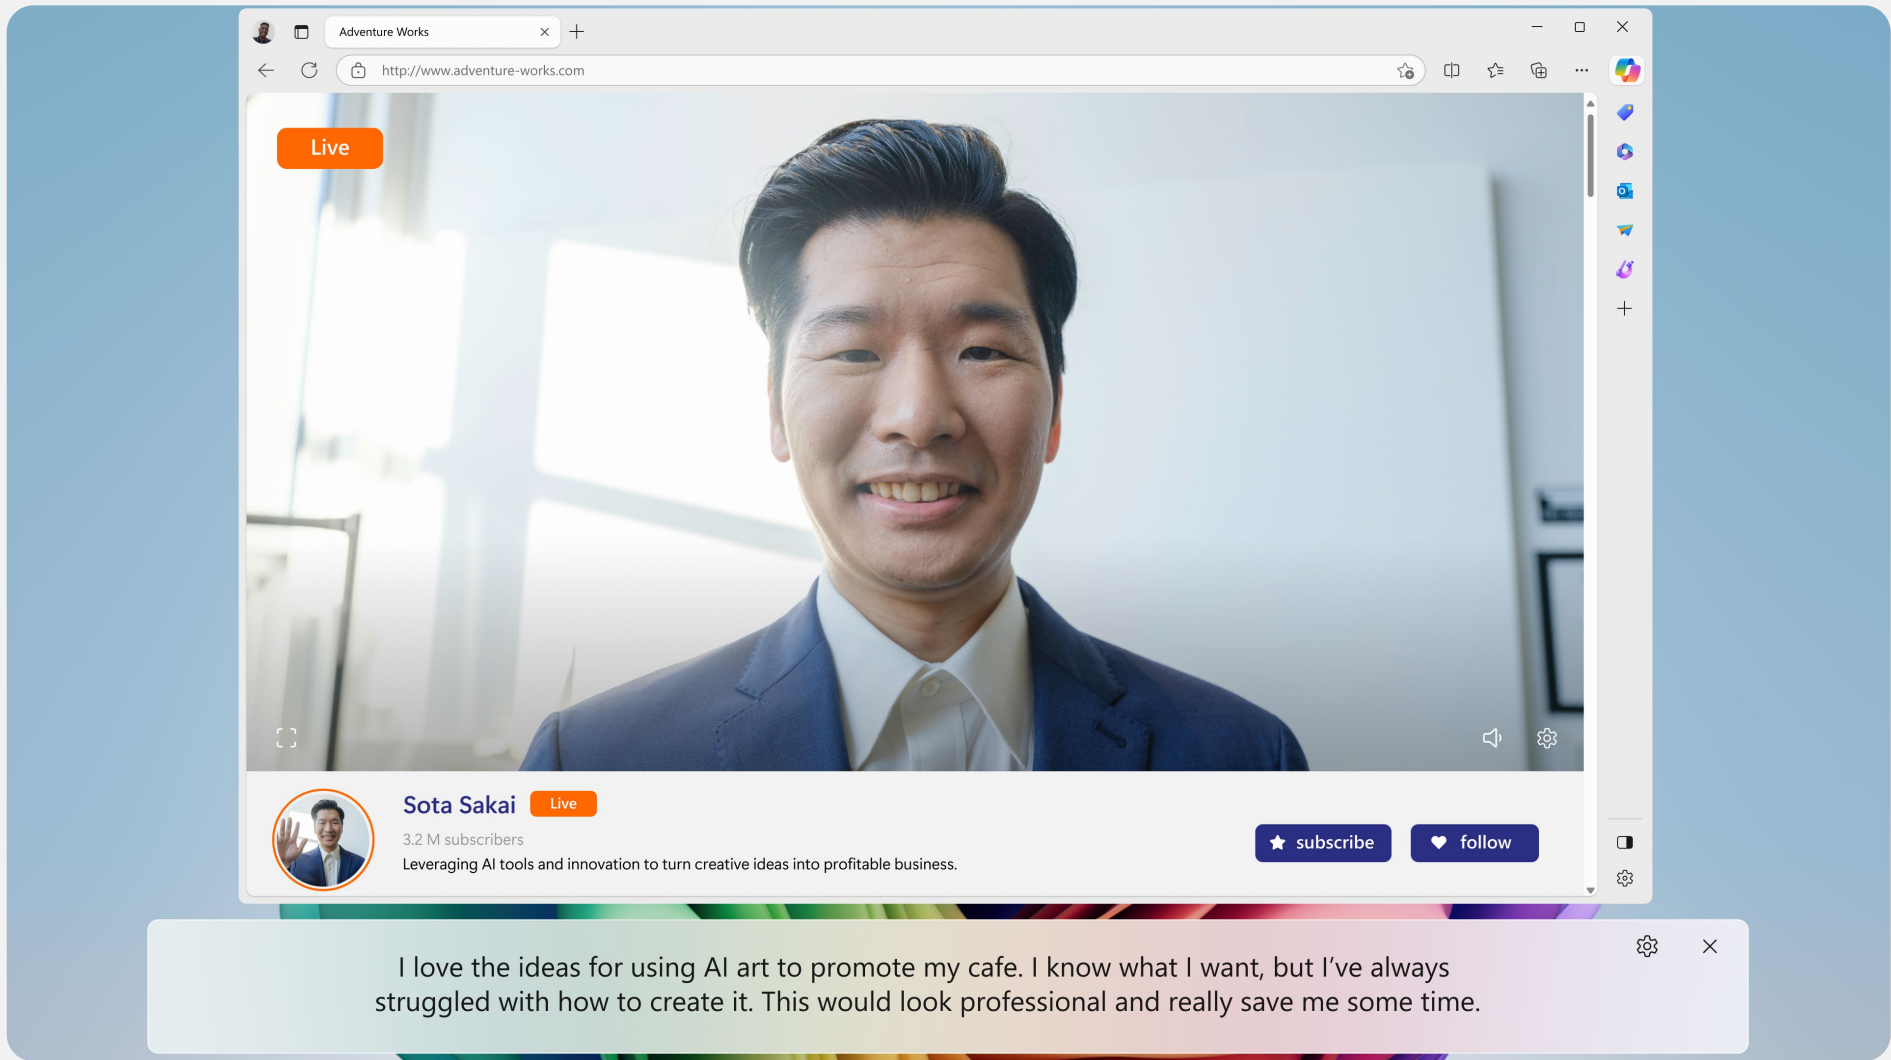 Adventure Works
http://www.adventure-works.com
Live
Sota Sakai Live
3.2 M subscribers
Leveraging AI tools and innovation to turn creative ideas into profitable business.
subscribe
follow
I love the ideas for using AI art to promote my cafe. I know what I want, but I’ve always
struggled with how to create it. This would look professional and really save me some time.